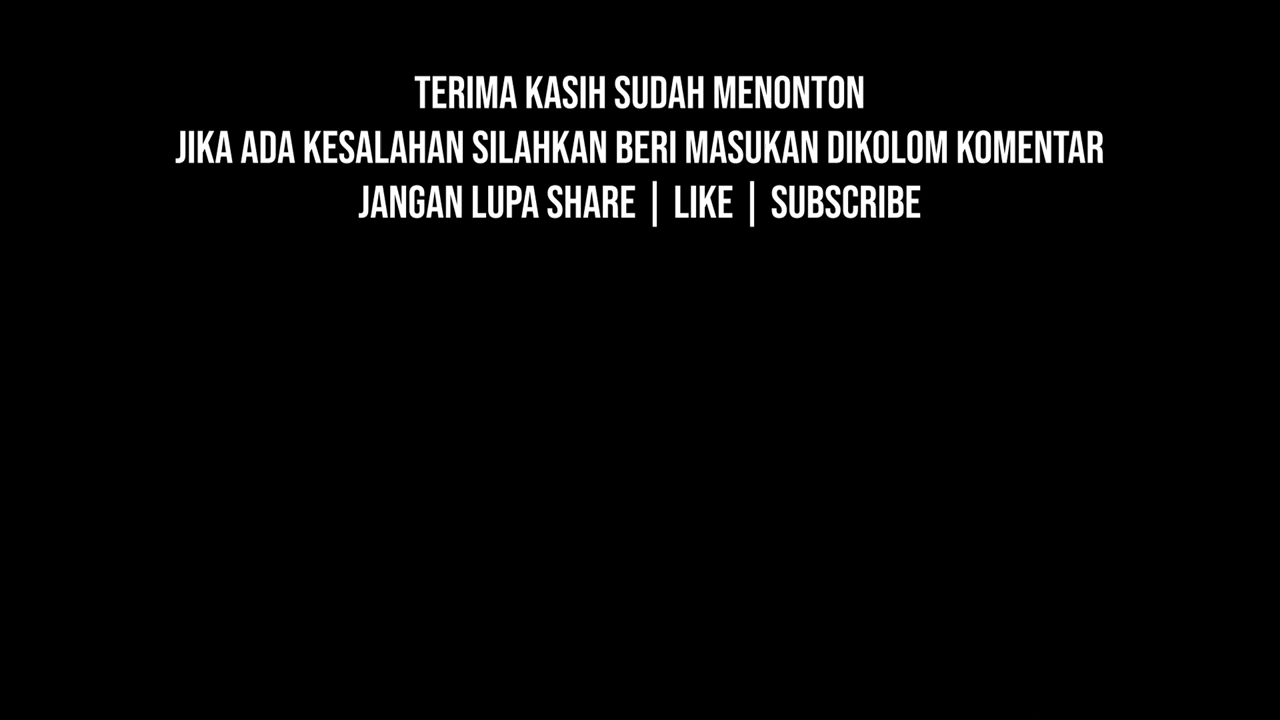 TERIMA KASIH SUDAH MENONTON
JIKA ADA KESALAHAN SILAHKAN BERI MASUKAN DIKOLOM KOMENTAR
JANGAN LUPA SHARE | LIKE | SUBSCRIBE